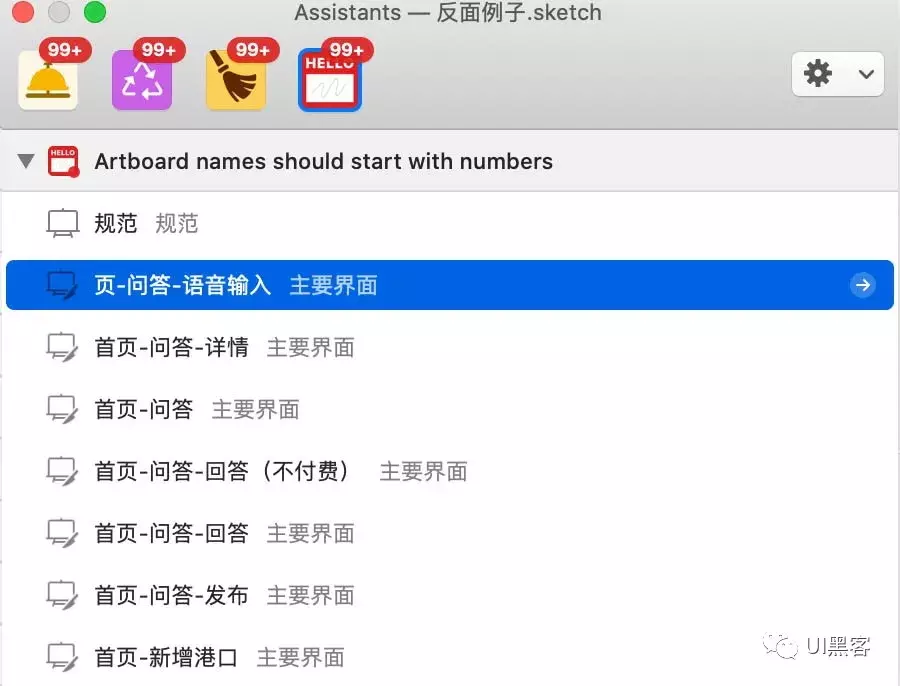 Assistants — 反面例子.sketch
99+ 99+ 99+ 99+
HELLO
HELLO Artboard names should start with numbers
规范 规范
页-问答-语音输入 主要界面
首页-问答-详情 主要界面
首页-问答 主要界面
首页-问答-回答（不付费） 主要界面
首页-问答-回答 主要界面
首页-问答-发布 主要界面
首页-新增港口 主要界面
UI黑客